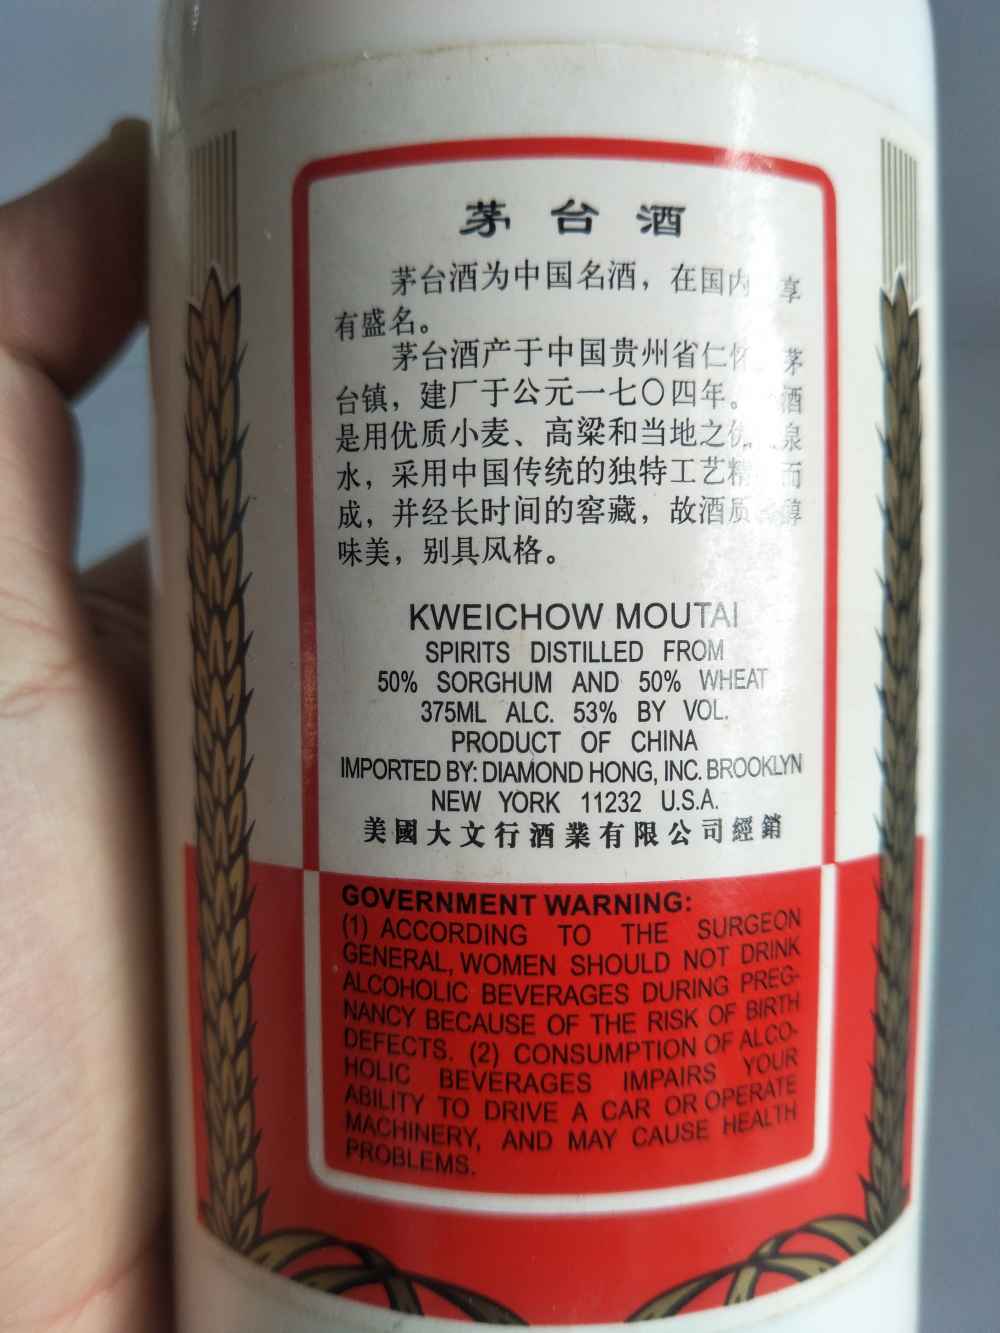 茅台酒
茅台酒为中国名酒，在国内 享
有盛名。
茅台酒产于中国贵州省仁怀 茅
台镇，建厂于公元一七〇四年。 酒
是用优质小麦、高粱和当地之 泉
水，采用中国传统的独特工艺精 而
成，并经长时间的窖藏，故酒质 醇
味美，别具风格。
KWEICHOW MOUTAI
SPIRITS DISTILLED FROM
50% SORGHUM AND 50% WHEAT
375ML ALC. 53% BY VOL.
PRODUCT OF CHINA
IMPORTED BY: DIAMOND HONG, INC. BROOKLYN
NEW YORK 11232 U.S.A.
美國大文行酒業有限公司經銷
GOVERNMENT WARNING:
(1) ACCORDING TO THE SURGEON
GENERAL, WOMEN SHOULD NOT DRINK
ALCOHOLIC BEVERAGES DURING PREG-
NANCY BECAUSE OF THE RISK OF BIRTH
DEFECTS. (2) CONSUMPTION OF ALCO-
HOLIC BEVERAGES IMPAIRS YOUR
ABILITY TO DRIVE A CAR OR OPERATE
MACHINERY, AND MAY CAUSE HEALTH
PROBLEMS.